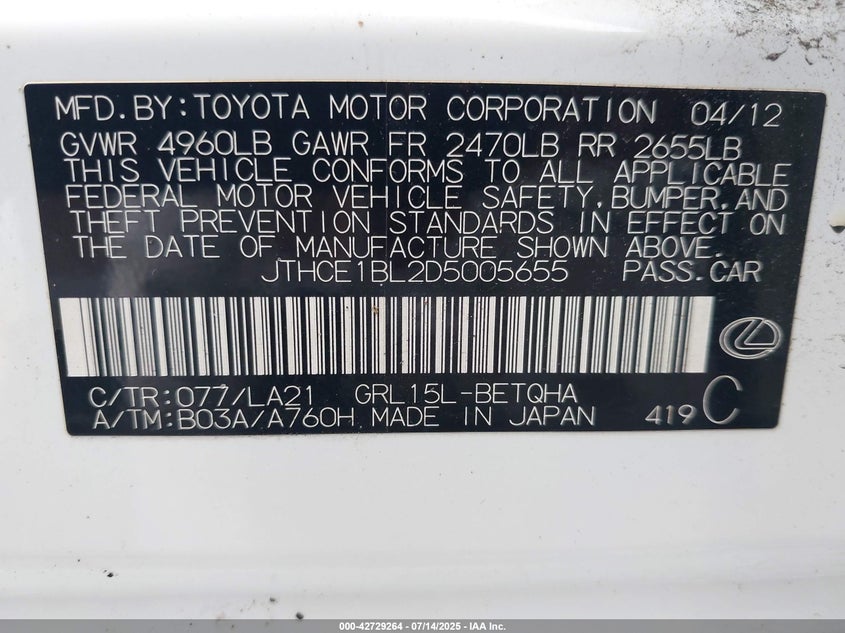 MFD.BY:TOYOTA MOTOR CORPORATION 04/12
GVWR 4960LB GAWR FR 2470LB RR 2655LB
THIS VEHICLE CONFORMS TO ALL APPLICABLE
FEDERAL MOTOR VEHICLE SAFETY,BUMPER,AND
THEFT PREVENTION STANDARDS IN EFFECT ON
THE DATE OF MANUFACTURE SHOWN ABOVE.
JTHCE1BL2D5005655 PASS.CAR
C/TR:077/LA21 GRL15L-BETQHA
A/TM:B03A/A760H MADE IN JAPAN 419 C
000-42729264 - 07/14/2025 - IAA Inc.